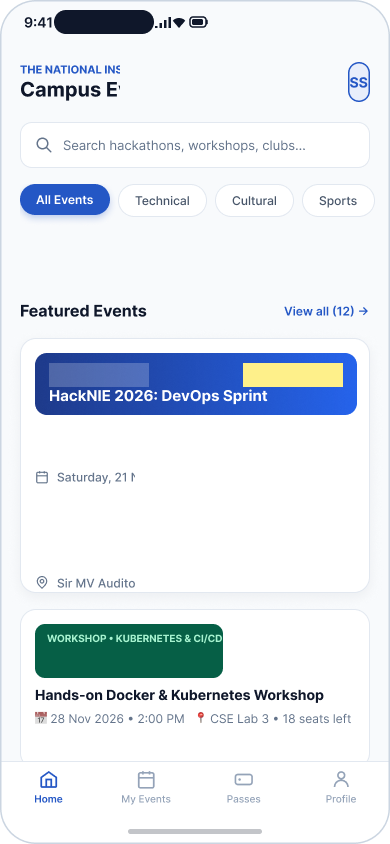 9:41
THE NATIONAL INS
Campus Ev
SS
Search hackathons, workshops, clubs...
All Events
Technical
Cultural
Sports
Featured Events
View all (12) →
HackNIE 2026: DevOps Sprint
Saturday, 21 N
Sir MV Audito
WORKSHOP • KUBERNETES & CI/CD
Hands-on Docker & Kubernetes Workshop
📅 28 Nov 2026 • 2:00 PM 📍 CSE Lab 3 • 18 seats left
Home
My Events
Passes
Profile